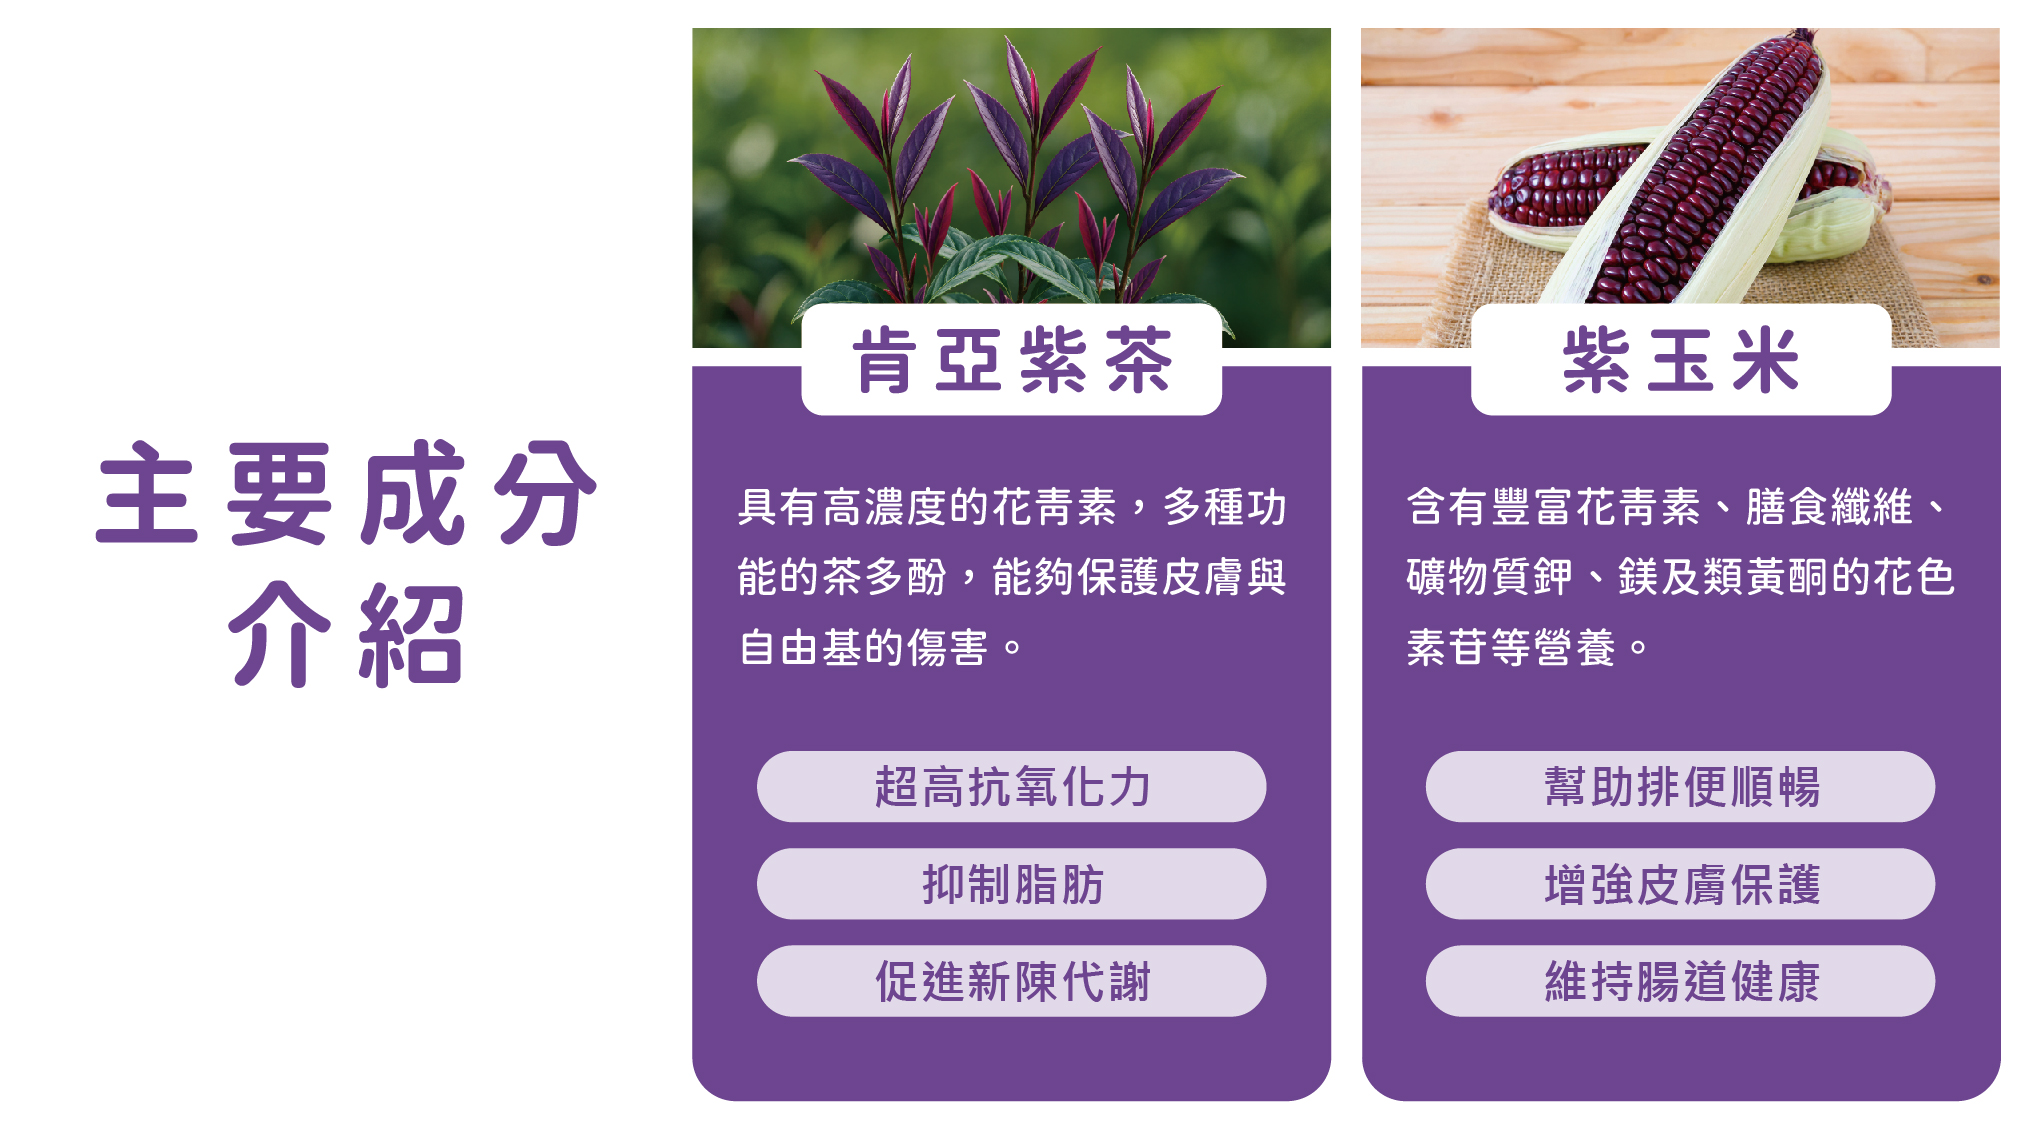 主要成分
介紹
肯亞紫茶
具有高濃度的花青素，多種功
能的茶多酚，能夠保護皮膚與
自由基的傷害。
超高抗氧化力
抑制脂肪
促進新陳代謝
紫玉米
含有豐富花青素、膳食纖維、
礦物質鉀、鎂及類黃酮的花色
素苷等營養。
幫助排便順暢
增強皮膚保護
維持腸道健康